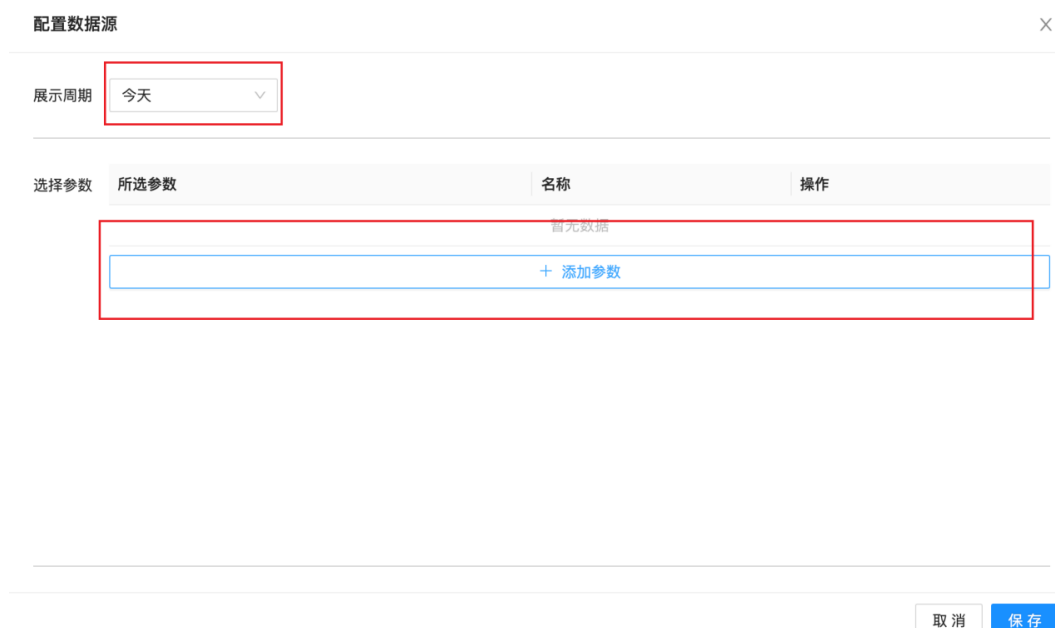 配置数据源
展示周期 今天
选择参数 所选参数 名称 操作
暂无数据
+ 添加参数
取消 保存